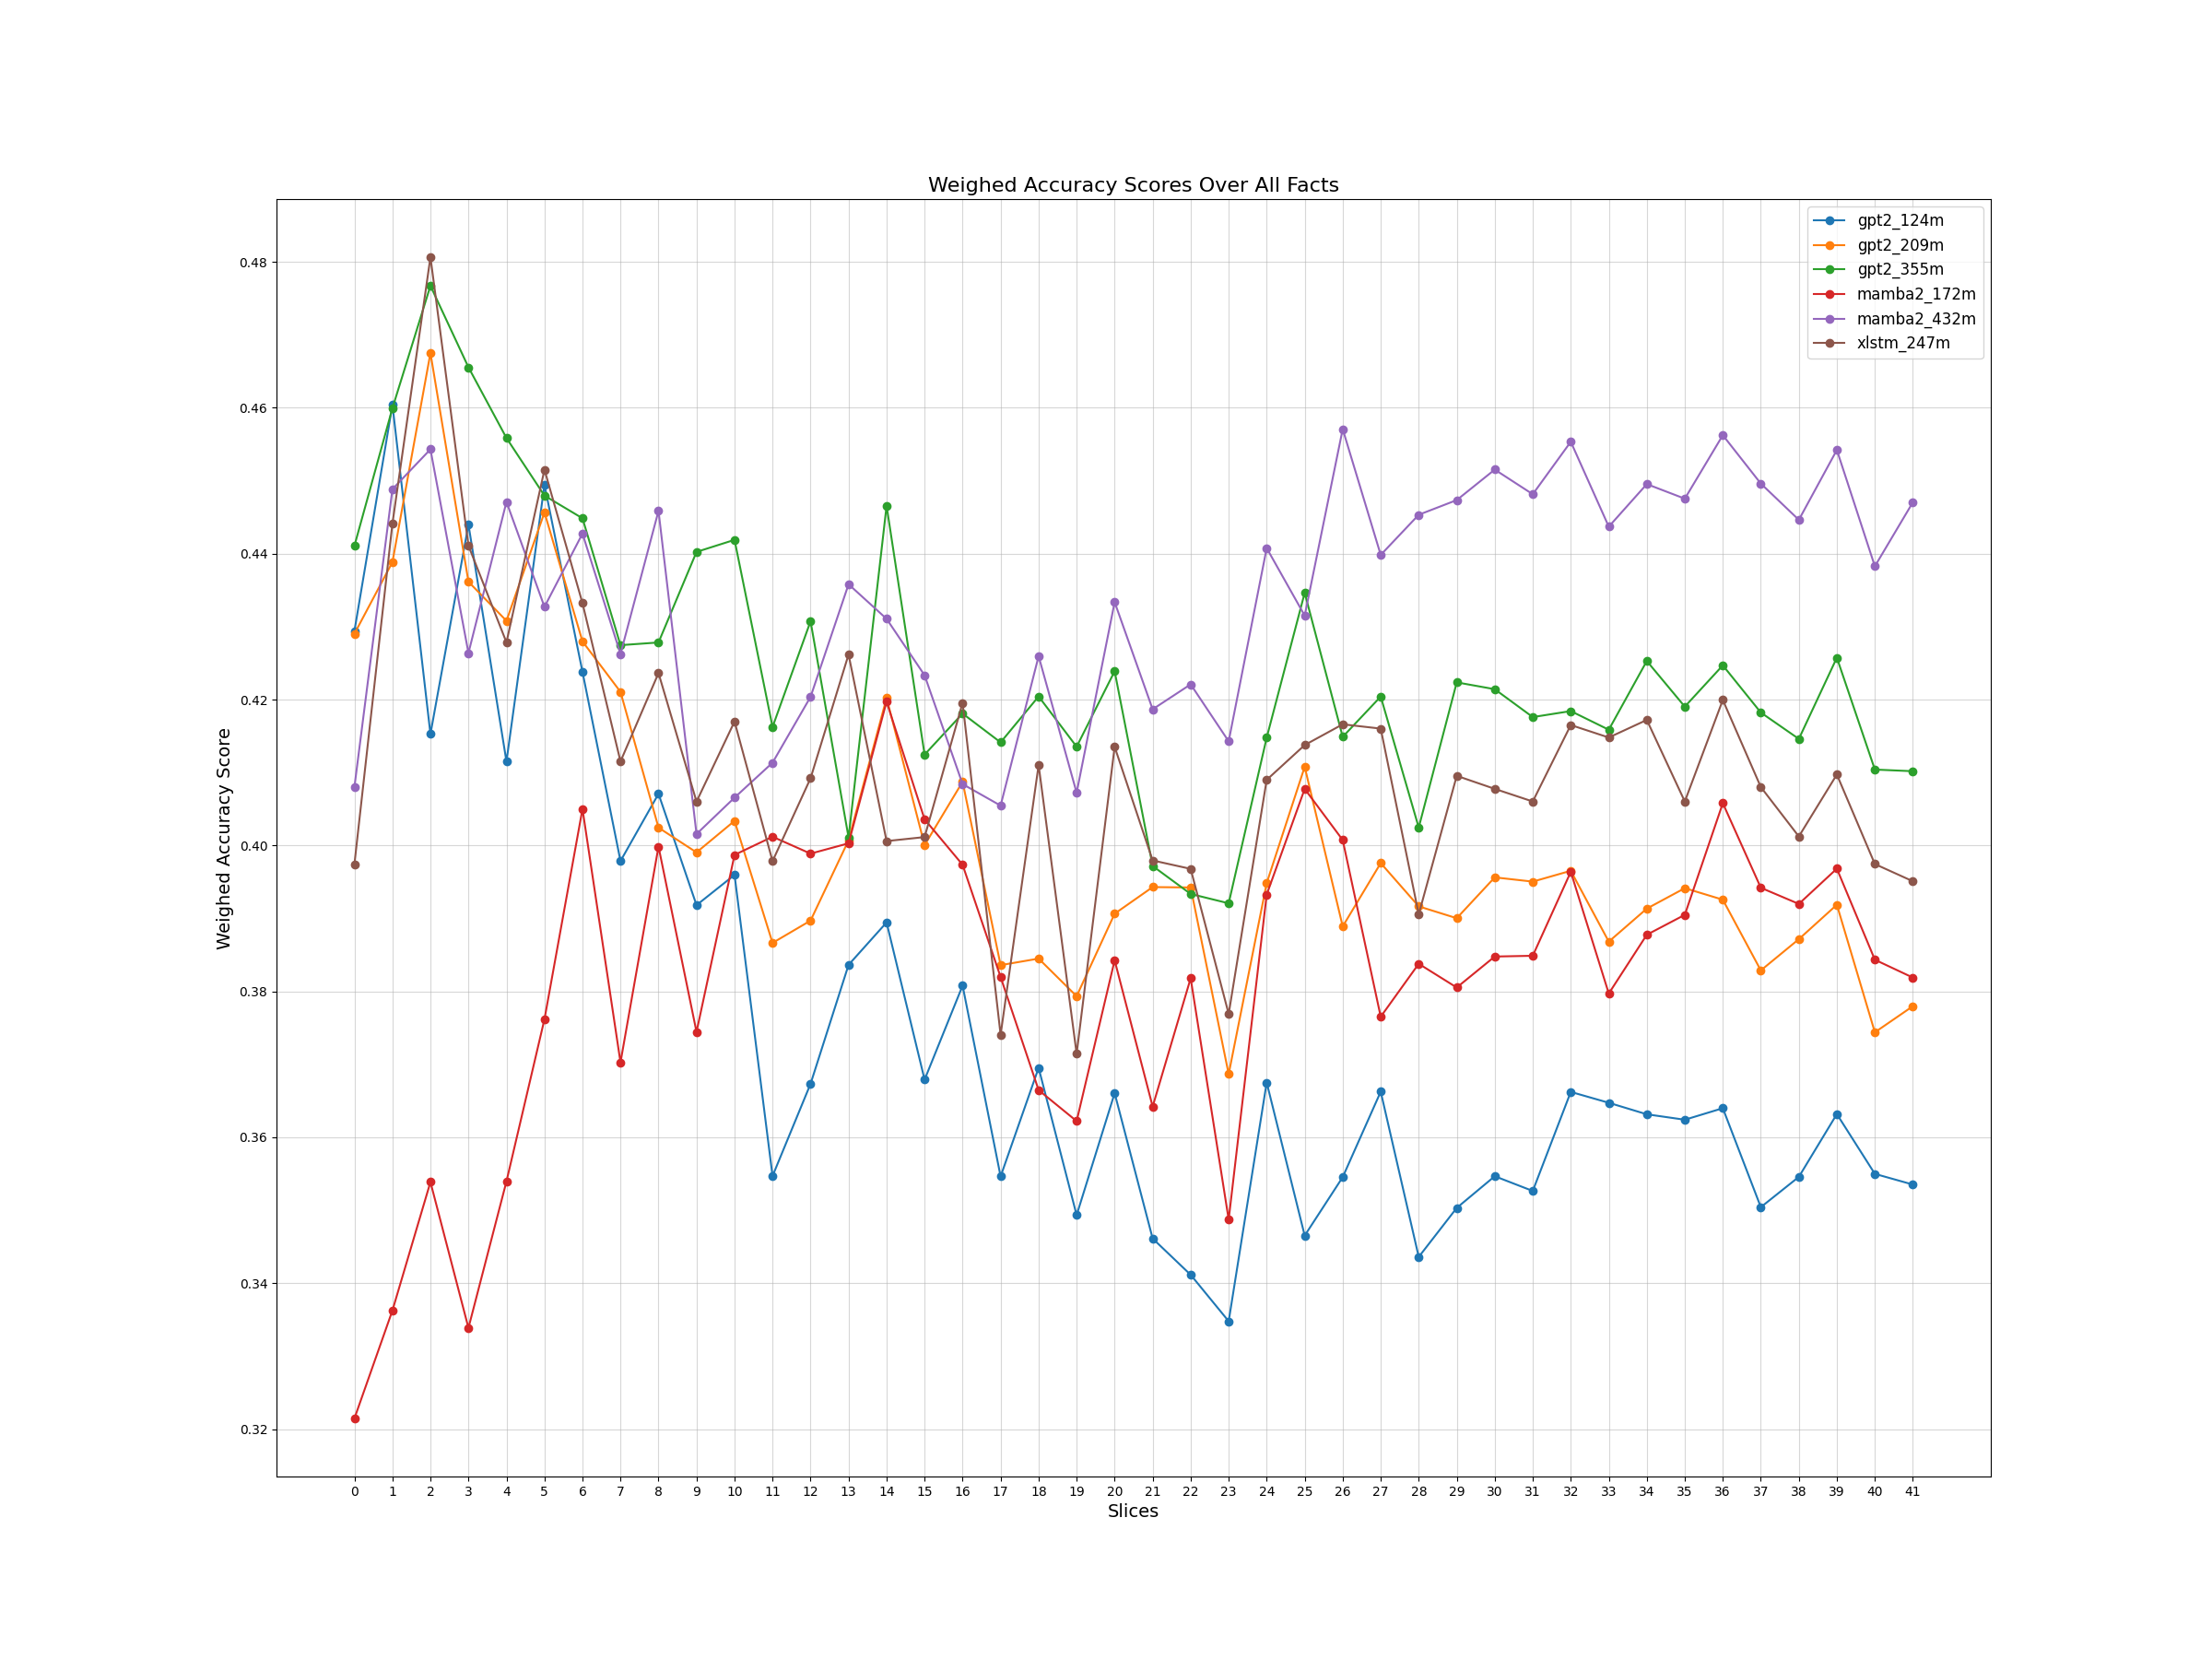 Weighed Accuracy Scores Over All Facts
gpt2_124m
gpt2_209m
gpt2_355m
mamba2_172m
mamba2_432m
xlstm_247m
Weighed Accuracy Score
0.48
0.46
0.44
0.42
0.40
0.38
0.36
0.34
0.32
0 1 2 3 4 5 6 7 8 9 10 11 12 13 14 15 16 17 18 19 20 21 22 23 24 25 26 27 28 29 30 31 32 33 34 35 36 37 38 39 40 41
Slices